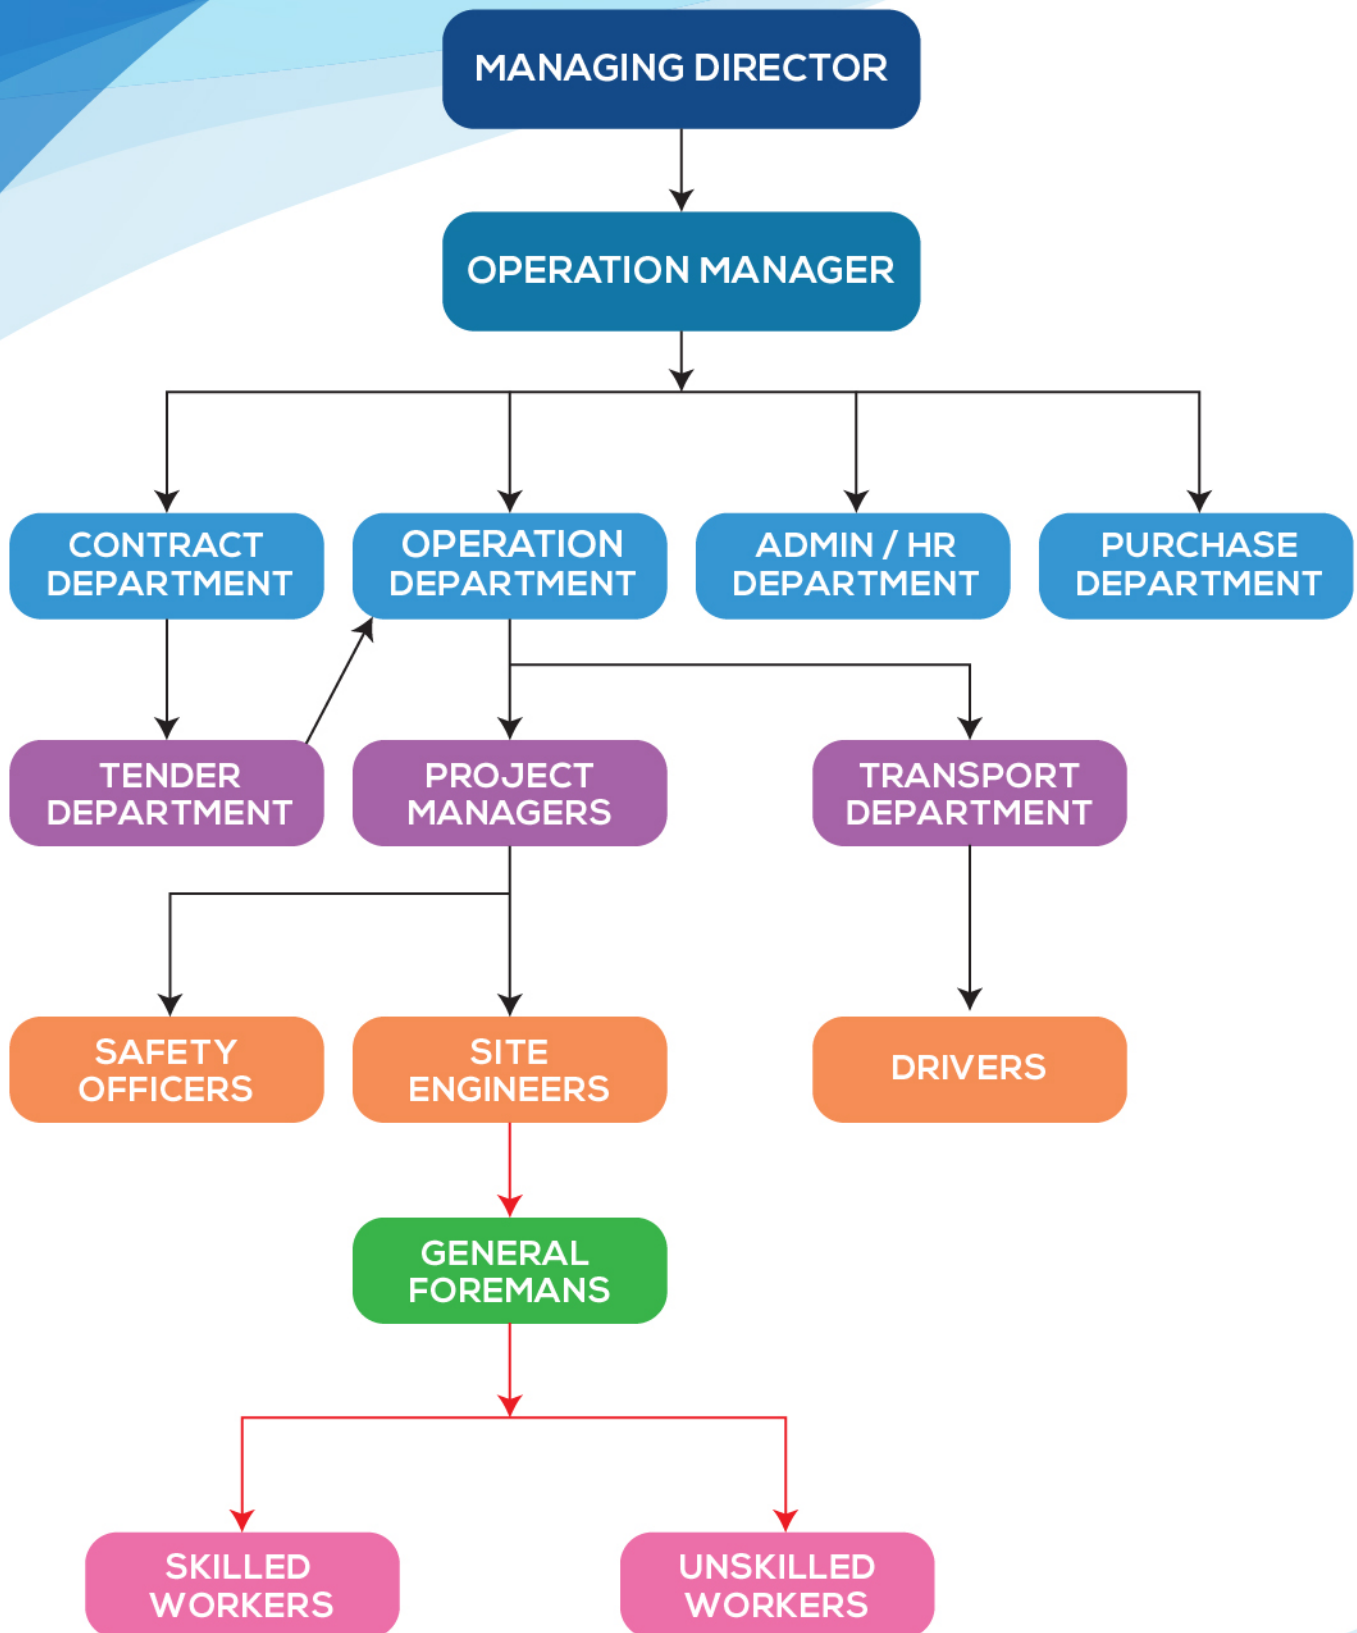 MANAGING DIRECTOR
OPERATION MANAGER
CONTRACT
DEPARTMENT
OPERATION
DEPARTMENT
ADMIN / HR
DEPARTMENT
PURCHASE
DEPARTMENT
TENDER
DEPARTMENT
PROJECT
MANAGERS
TRANSPORT
DEPARTMENT
SAFETY
OFFICERS
SITE
ENGINEERS
DRIVERS
GENERAL
FOREMANS
SKILLED
WORKERS
UNSKILLED
WORKERS